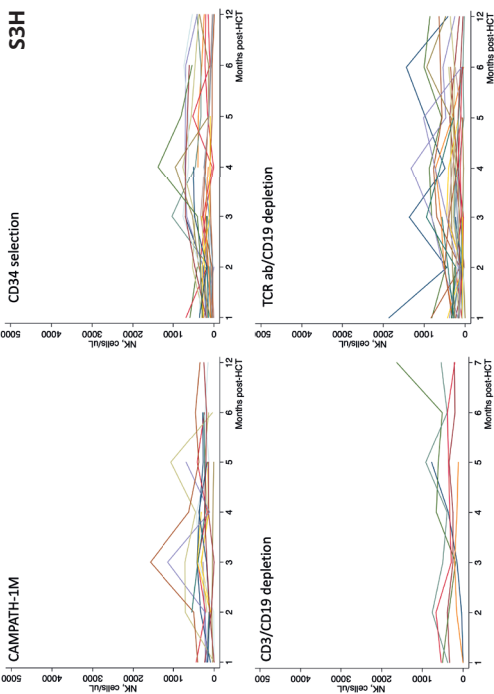 S3H
CAMPATH-1M
NK, cells/uL
5000
4000
3000
2000
1000
0
1 2 3 4 5 6 12
Months post-HCT
CD34 selection
NK, cells/uL
5000
4000
3000
2000
1000
0
1 2 3 4 5 6 12
Months post-HCT
CD3/CD19 depletion
NK, cells/uL
500
4000
3000
2000
1000
0
1 2 3 4 5 6 7
Months post-HCT
TCR ab/CD19 depletion
NK, cells/uL
500
4000
3000
2000
1000
0
1 2 3 4 5 6 12
Months post-HCT